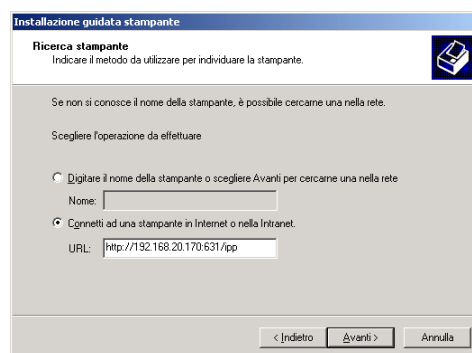 Installazione guidata stampante
Ricerca stampante
Indicare il metodo da utilizzare per individuare la stampante.
Se non si conosce il nome della stampante, è possibile cercarne una nella rete.
Scegliere l'operazione da effettuare
Digitare il nome della stampante o scegliere Avanti per cercarne una nella rete
Nome:
Connetti ad una stampante in Internet o nella Intranet.
URL: http://192.168.20.170:631/ipp
< Indietro Avanti > Annulla